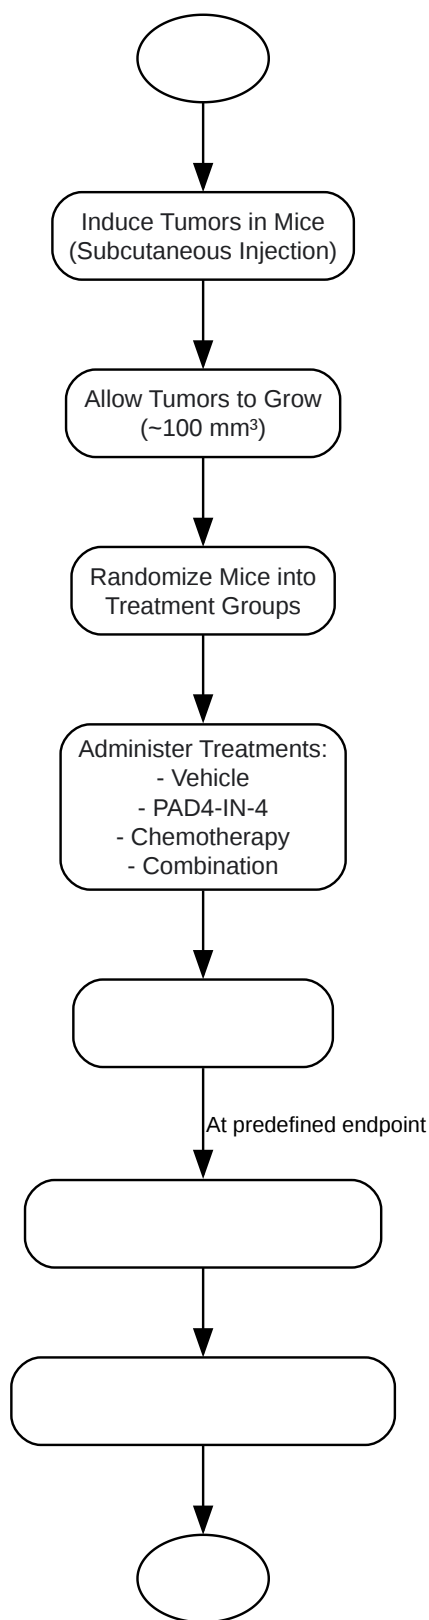 Induce Tumors in Mice
(Subcutaneous Injection)
Allow Tumors to Grow
(~100 mm³)
Randomize Mice into
Treatment Groups
Administer Treatments:
- Vehicle
- PAD4-IN-4
- Chemotherapy
- Combination
At predefined endpoint